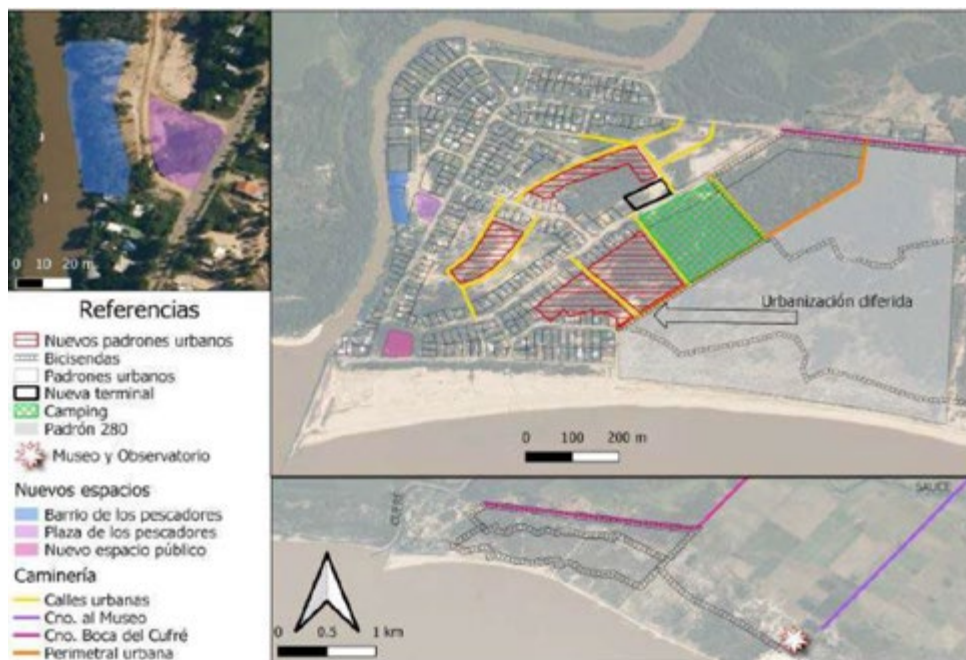 0 10 20 m
Referencias
Nuevos padrones urbanos
Bicisendas
Padrones urbanos
Nueva terminal
Camping
Padrón 280
Museo y Observatorio
Nuevos espacios
Barrio de los pescadores
Plaza de los pescadores
Nuevo espacio público
Caminería
Calles urbanas
Cno. al Museo
Cno. Boca del Cufré
Perimetral urbana
Urbanización diferida
0 100 200 m
CUFRÉ
SAUCE
0 0.5 1 km